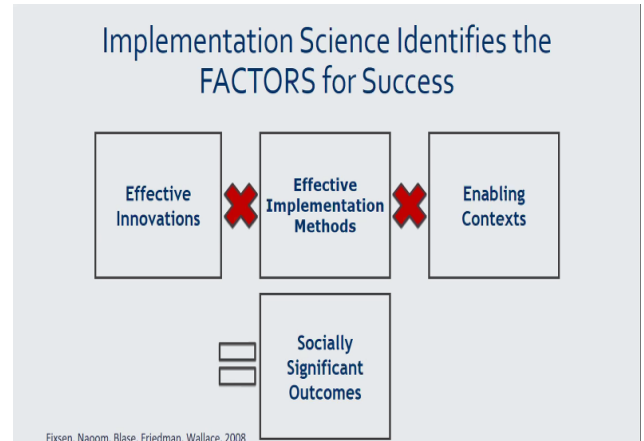 Implementation Science Identifies the
FACTORS for Success
Effective
Innovations
Effective
Implementation
Methods
Enabling
Contexts
Socially
Significant
Outcomes
Fixsen, Naoom, Blase, Friedman, Wallace, 2008